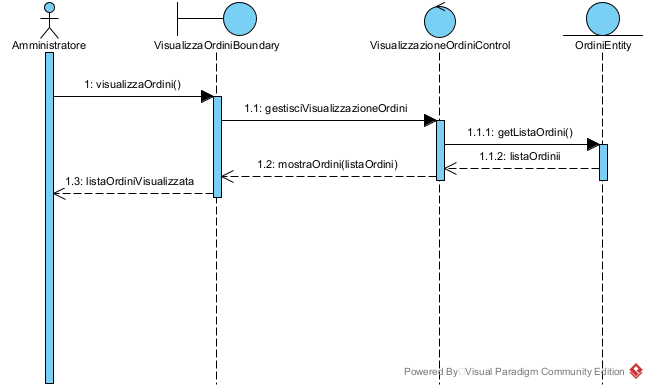 Amministratore
VisualizzaOrdiniBoundary
VisualizzazioneOrdiniControl
OrdiniEntity
1: visualizzaOrdini()
1.1: gestisciVisualizzazioneOrdini
1.1.1: getListaOrdini()
1.1.2: listaOrdinii
1.2: mostraOrdini(listaOrdini)
1.3: listaOrdiniVisualizzata
Powered By Visual Paradigm Community Edition